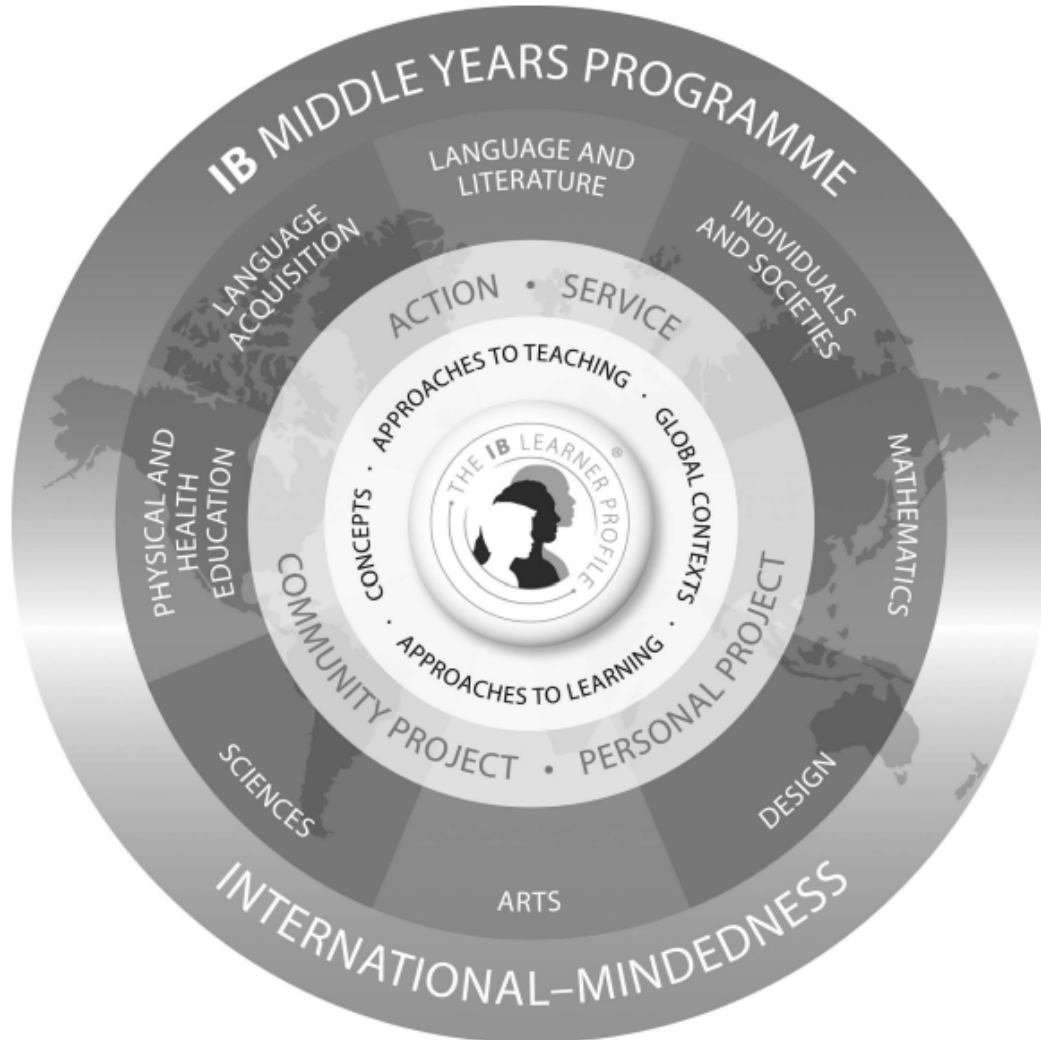 IB MIDDLE YEARS PROGRAMME
LANGUAGE AND
LITERATURE
LANGUAGE
ACQUISITION
INDIVIDUALS
AND SOCIETIES
PHYSICAL AND
HEALTH
EDUCATION
MATHEMATICS
SCIENCES
DESIGN
ARTS
ACTION • SERVICE
COMMUNITY PROJECT • PERSONAL PROJECT
APPROACHES TO TEACHING •
GLOBAL CONTEXTS •
APPROACHES TO LEARNING •
CONCEPTS •
• THE IB LEARNER PROFILE • ®
INTERNATIONAL–MINDEDNESS